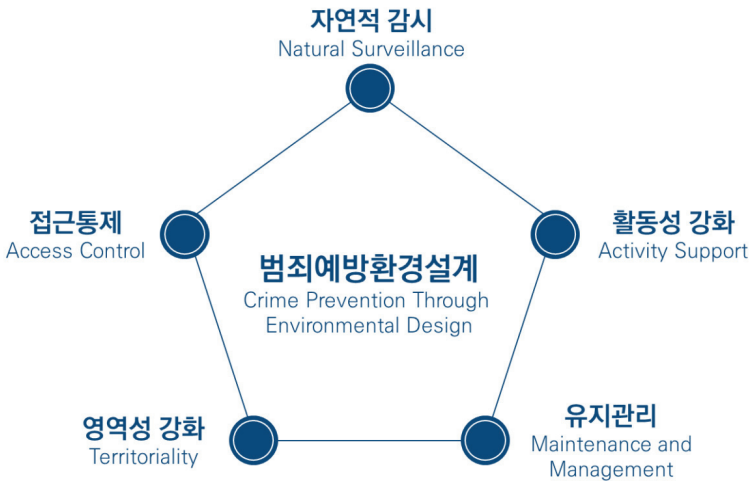 자연적 감시
Natural Surveillance
접근통제
Access Control
활동성 강화
Activity Support
범죄예방환경설계
Crime Prevention Through
Environmental Design
영역성 강화
Territoriality
유지관리
Maintenance and
Management